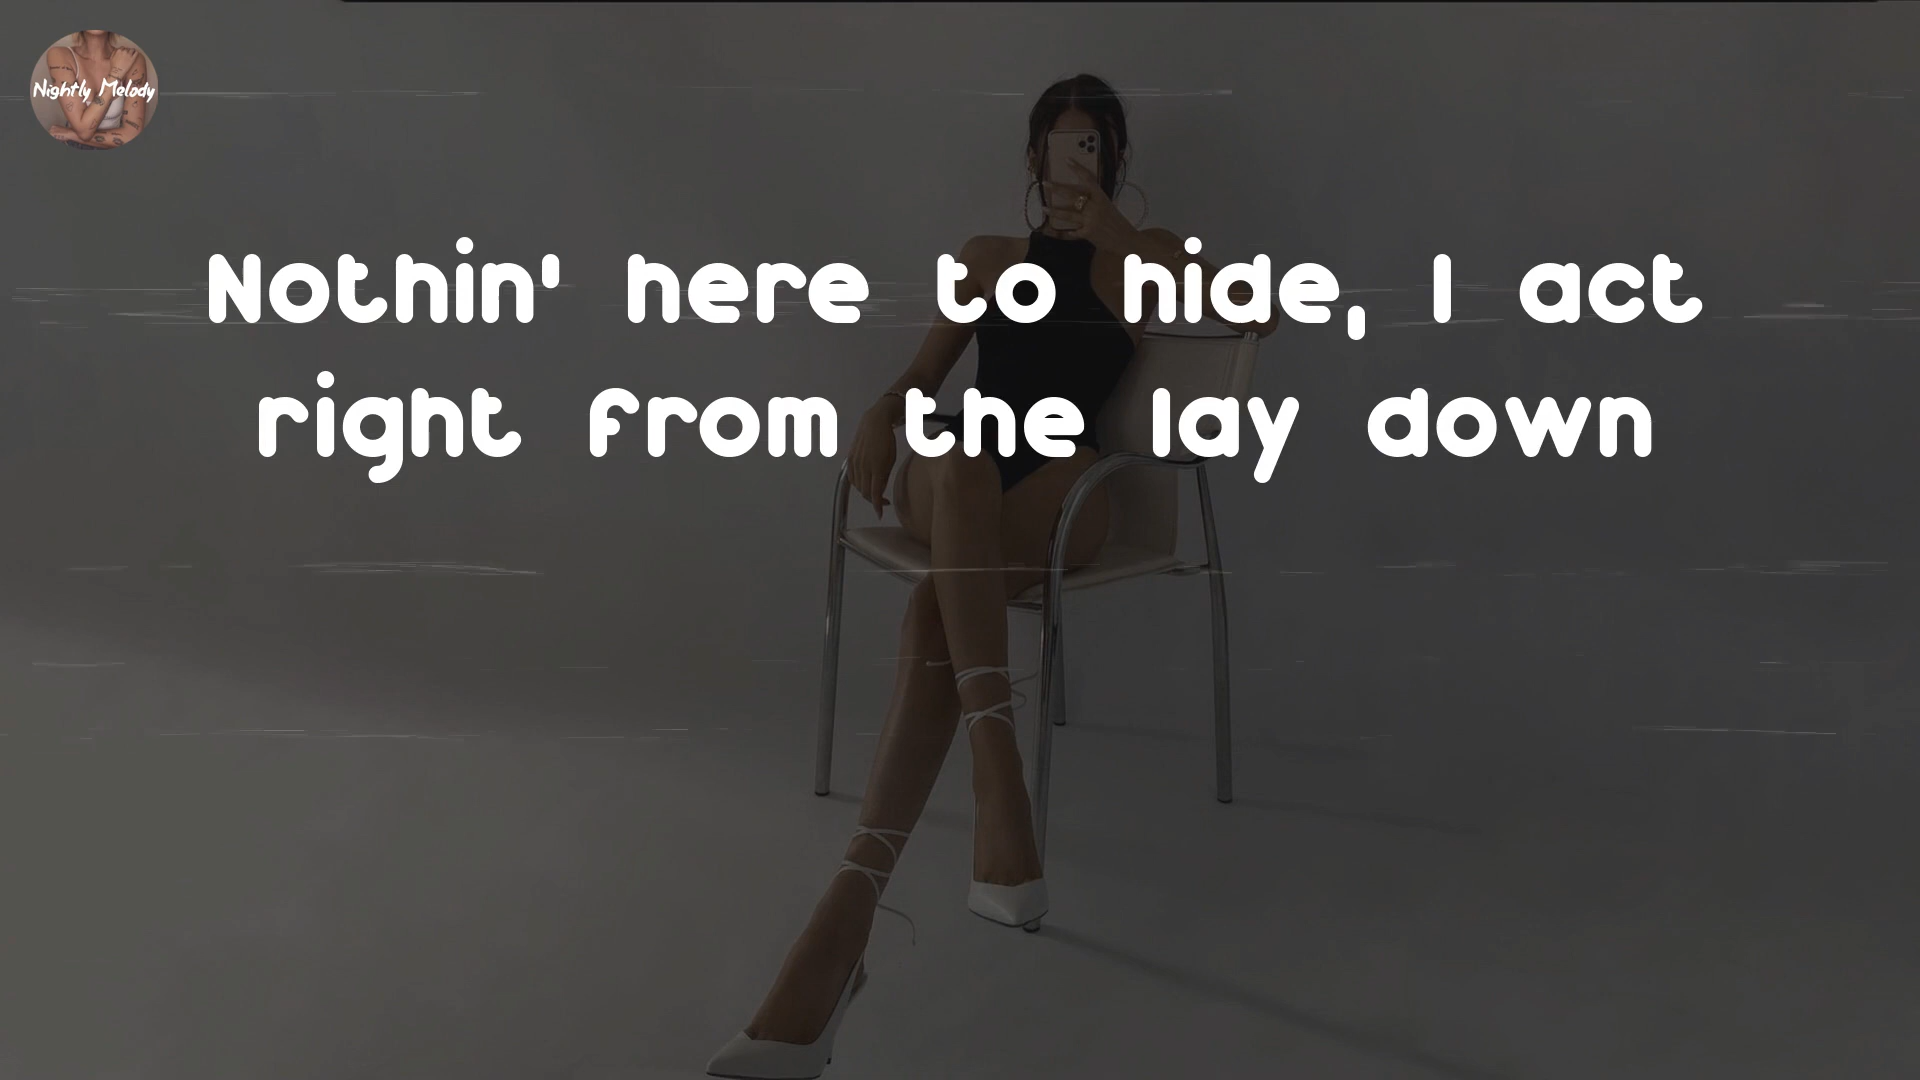 Nightly Melody
Nothin' here to hide, I act
right from the lay down